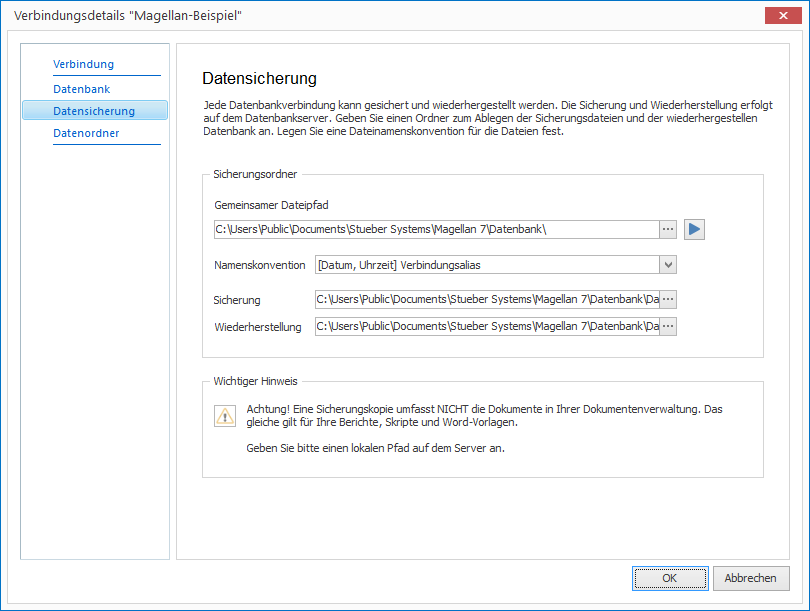 Verbindungsdetails "Magellan-Beispiel"
Verbindung
Datenbank
Datensicherung
Datenordner
Datensicherung
Jede Datenbankverbindung kann gesichert und wiederhergestellt werden. Die Sicherung und Wiederherstellung erfolgt
auf dem Datenbankserver. Geben Sie einen Ordner zum Ablegen der Sicherungsdateien und der wiederhergestellten
Datenbank an. Legen Sie eine Dateinamenskonvention für die Dateien fest.
Sicherungsordner
Gemeinsamer Dateipfad
C:\Users\Public\Documents\Stueber Systems\Magellan 7\Datenbank\ ...
Namenskonvention [Datum, Uhrzeit] Verbindungsalias
Sicherung C:\Users\Public\Documents\Stueber Systems\Magellan 7\Datenbank\Da ...
Wiederherstellung C:\Users\Public\Documents\Stueber Systems\Magellan 7\Datenbank\Da ...
Wichtiger Hinweis
Achtung! Eine Sicherungskopie umfasst NICHT die Dokumente in Ihrer Dokumentenverwaltung. Das
gleiche gilt für Ihre Berichte, Skripte und Word-Vorlagen.
Geben Sie bitte einen lokalen Pfad auf dem Server an.
OK Abbrechen